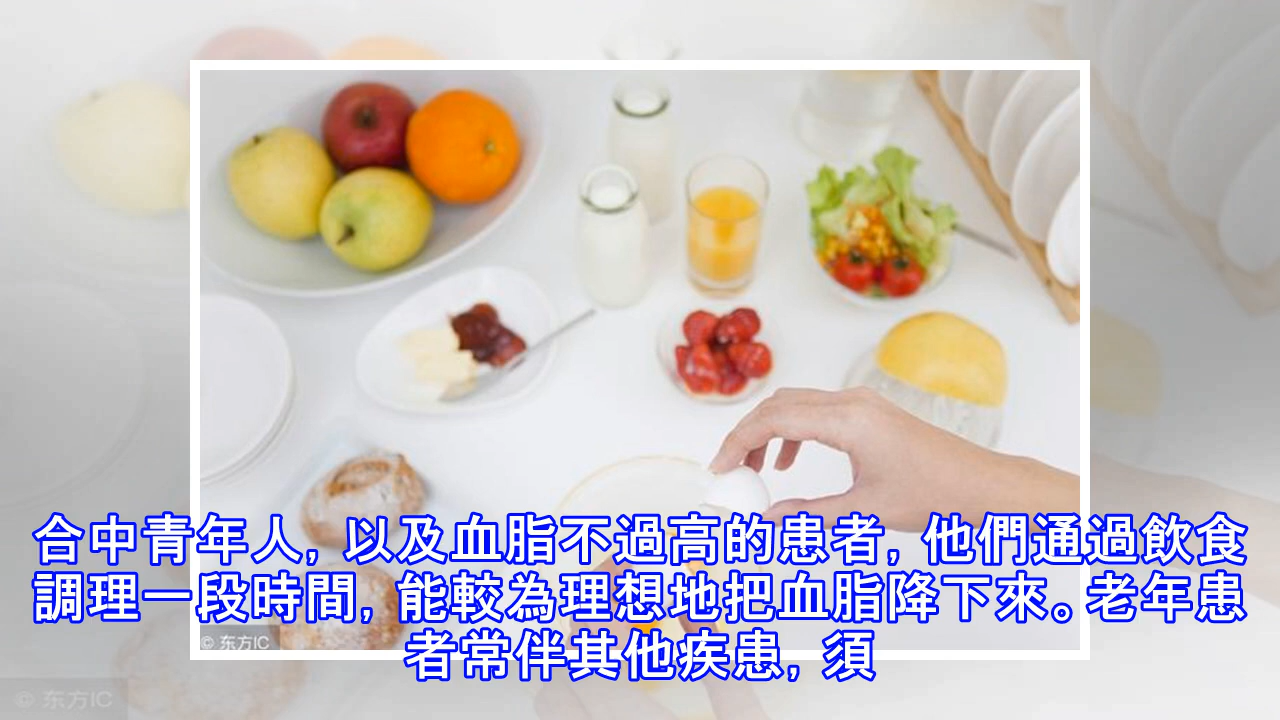 合中青年人, 以及血脂不過高的患者, 他們通過飲食
調理一段時間, 能較為理想地把血脂降下來。老年患
者常伴其他疾患, 須
© 东方IC
© 东方IC